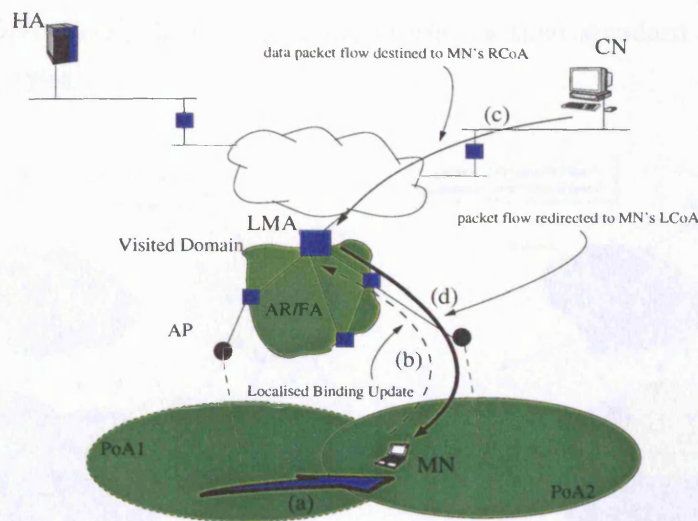 HA
CN
data packet flow destined to MN's RCoA
(c)
LMA
packet flow redirected to MN's LCoA
Visited Domain
(d)
AR/FA
AP
(b)
Localised Binding Update
PoA1
MN
PoA2
(a)